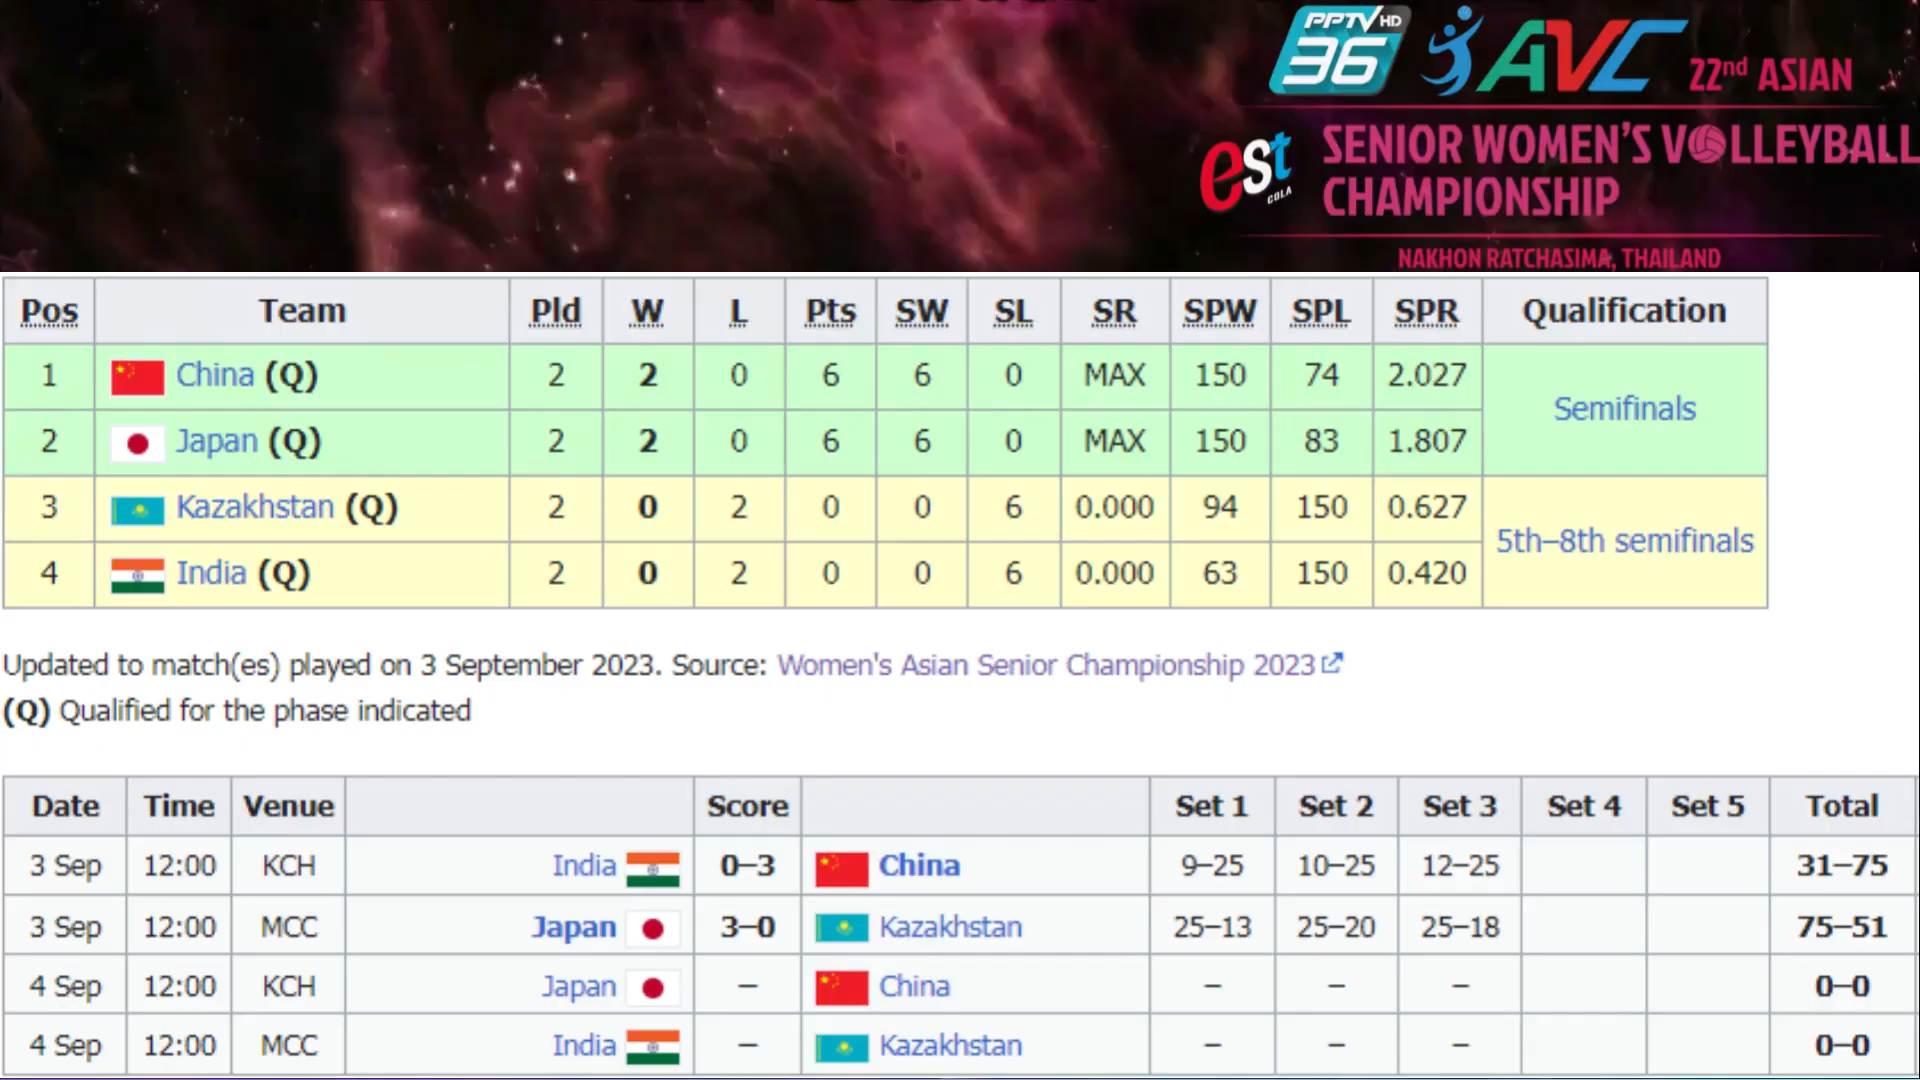 PPTV HD
36
AVC
22nd ASIAN
est
COLA
SENIOR WOMEN'S VOLLEYBALL
CHAMPIONSHIP
NAKHON RATCHASIMA, THAILAND
Pos Team Pld W L Pts SW SL SR SPW SPL SPR Qualification
1 China (Q) 2 2 0 6 6 0 MAX 150 74 2.027 Semifinals
2 Japan (Q) 2 2 0 6 6 0 MAX 150 83 1.807
3 Kazakhstan (Q) 2 0 2 0 0 6 0.000 94 150 0.627 5th–8th semifinals
4 India (Q) 2 0 2 0 0 6 0.000 63 150 0.420
Updated to match(es) played on 3 September 2023. Source: Women's Asian Senior Championship 2023
(Q) Qualified for the phase indicated
Date Time Venue Score Set 1 Set 2 Set 3 Set 4 Set 5 Total
3 Sep 12:00 KCH India 0–3 China 9–25 10–25 12–25 31–75
3 Sep 12:00 MCC Japan 3–0 Kazakhstan 25–13 25–20 25–18 75–51
4 Sep 12:00 KCH Japan – China – – – 0–0
4 Sep 12:00 MCC India – Kazakhstan – – – 0–0